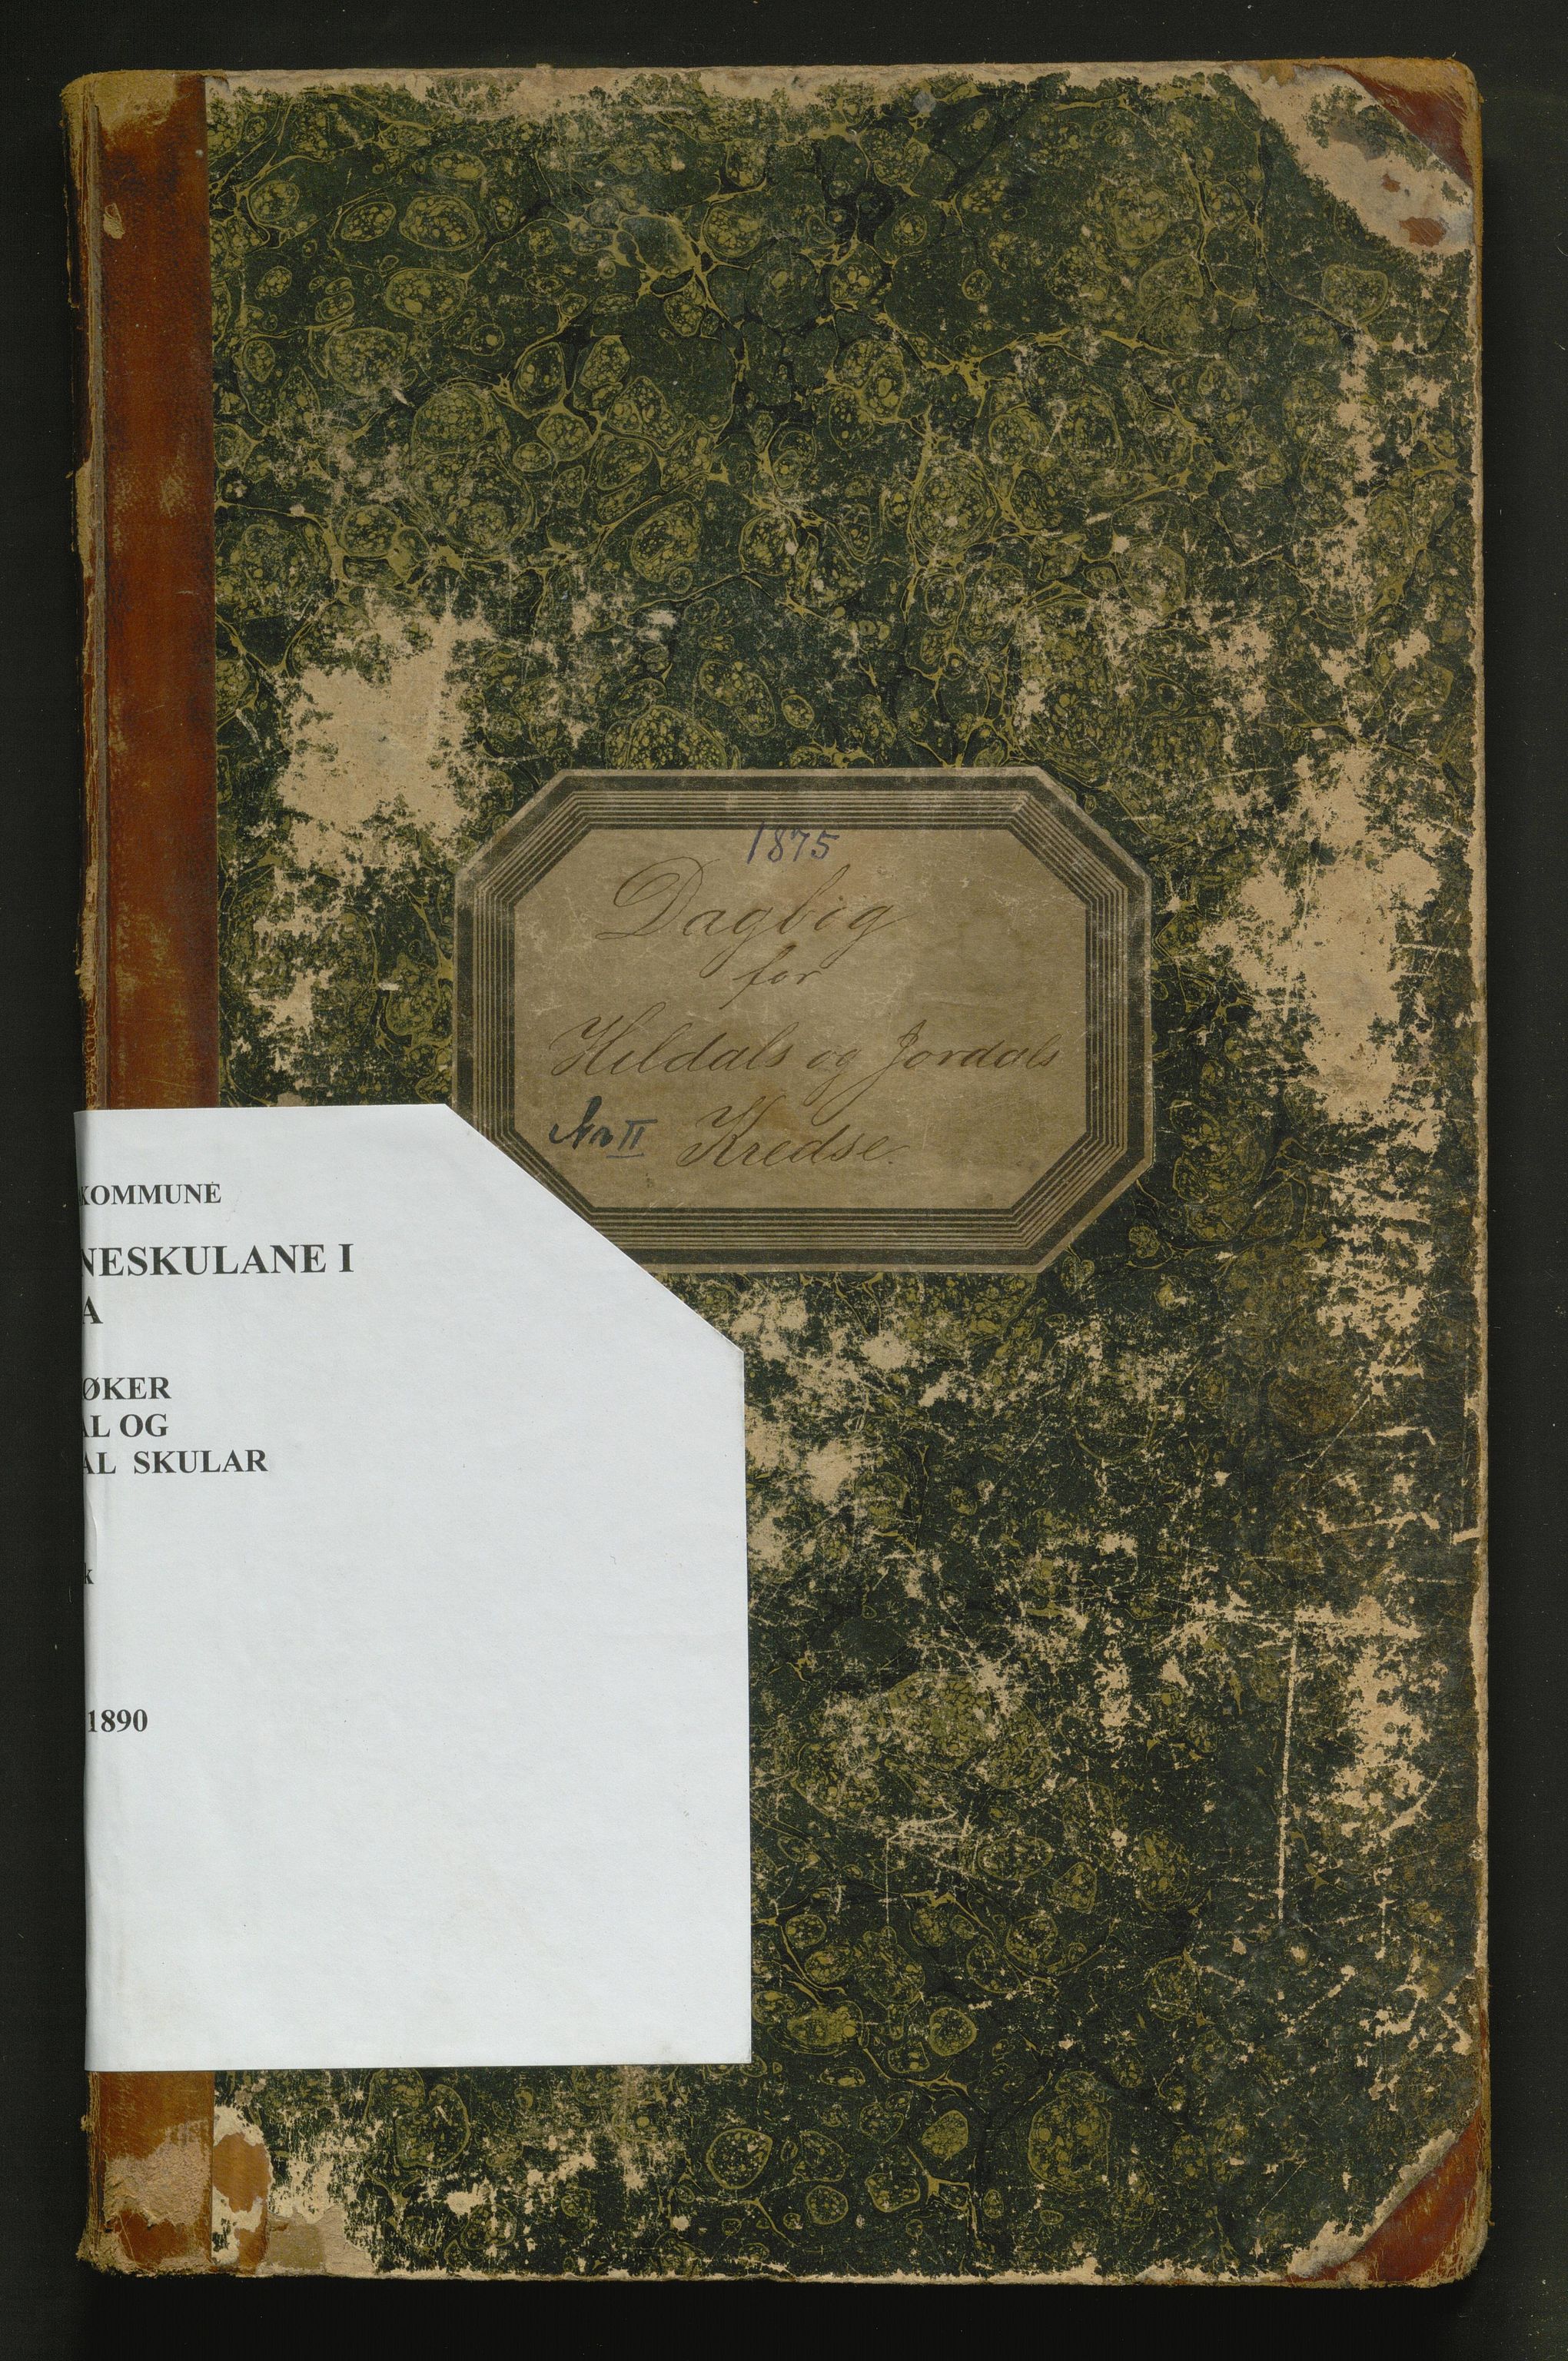 1875
Dagbog
for
Hildals og Jordals
No II Kredse.
KOMMUNE
NESKULANE I
A
ØKER
AL OG
AL SKULAR
k
1890